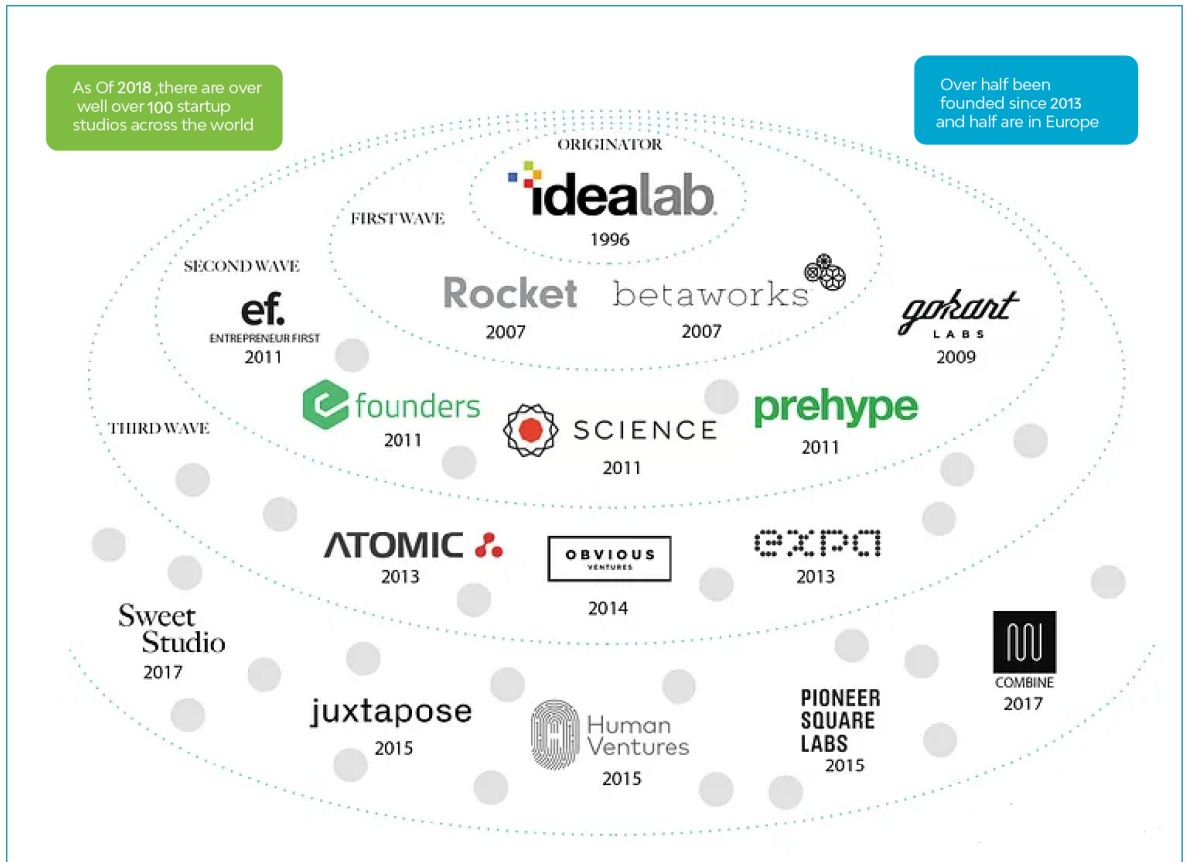 As Of 2018 ,there are over
well over 100 startup
studios across the world
Over half been
founded since 2013
and half are in Europe
ORIGINATOR
idealab
1996
FIRST WAVE
Rocket
2007
betaworks
2007
SECOND WAVE
ef.
ENTREPRENEUR FIRST
2011
gokart
LABS
2009
e founders
2011
SCIENCE
2011
prehype
2011
THIRD WAVE
ATOMIC
2013
OBVIOUS
VENTURES
2014
expa
2013
Sweet
Studio
2017
juxtapose
2015
Human
Ventures
2015
PIONEER
SQUARE
LABS
2015
COMBINE
2017